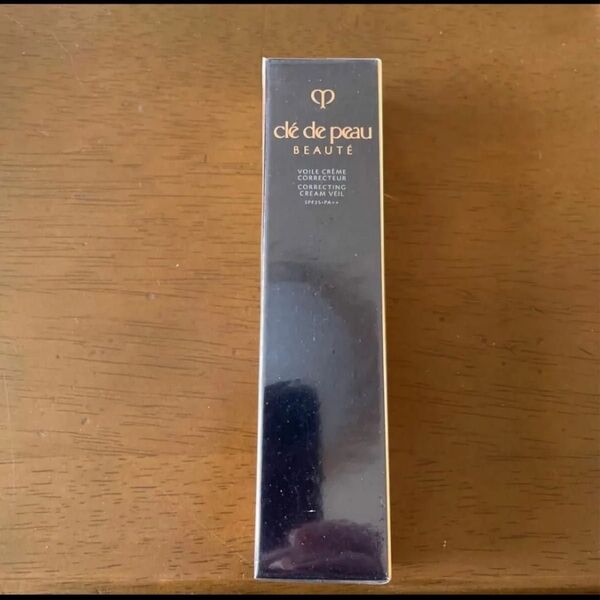 clé de peau
BEAUTÉ
VOILE CRÈME
CORRECTEUR
CORRECTING
CREAM VEIL
SPF25・PA++